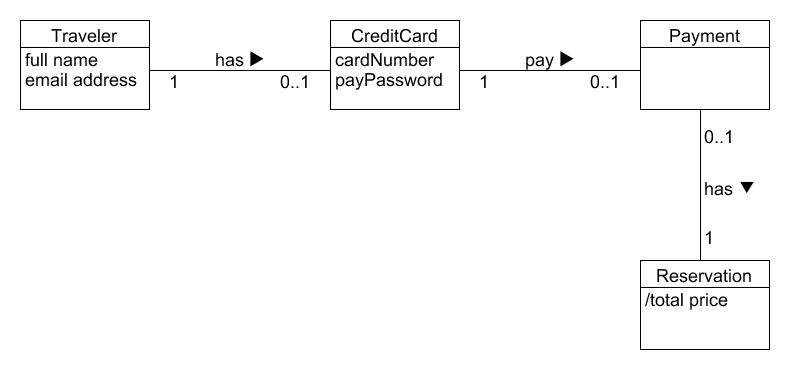 Traveler
full name
email address
has ▶
1
0..1
CreditCard
cardNumber
payPassword
pay ▶
1
0..1
Payment
0..1
has ▼
1
Reservation
/total price